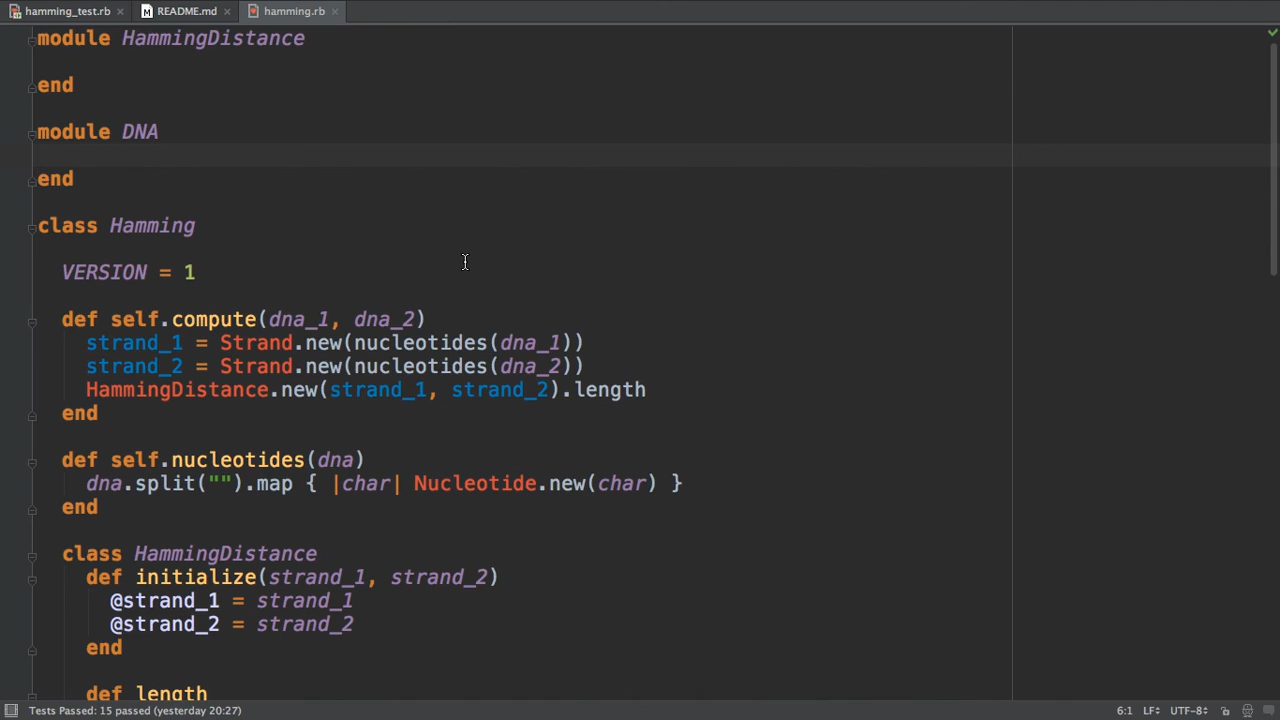 hamming_test.rb × README.md × hamming.rb ×
module HammingDistance
end
module DNA
end
class Hamming
VERSION = 1
def self.compute(dna_1, dna_2)
strand_1 = Strand.new(nucleotides(dna_1))
strand_2 = Strand.new(nucleotides(dna_2))
HammingDistance.new(strand_1, strand_2).length
end
def self.nucleotides(dna)
dna.split("").map { |char| Nucleotide.new(char) }
end
class HammingDistance
def initialize(strand_1, strand_2)
@strand_1 = strand_1
@strand_2 = strand_2
end
def length
Tests Passed: 15 passed (yesterday 20:27) 6:1 LF÷ UTF-8÷